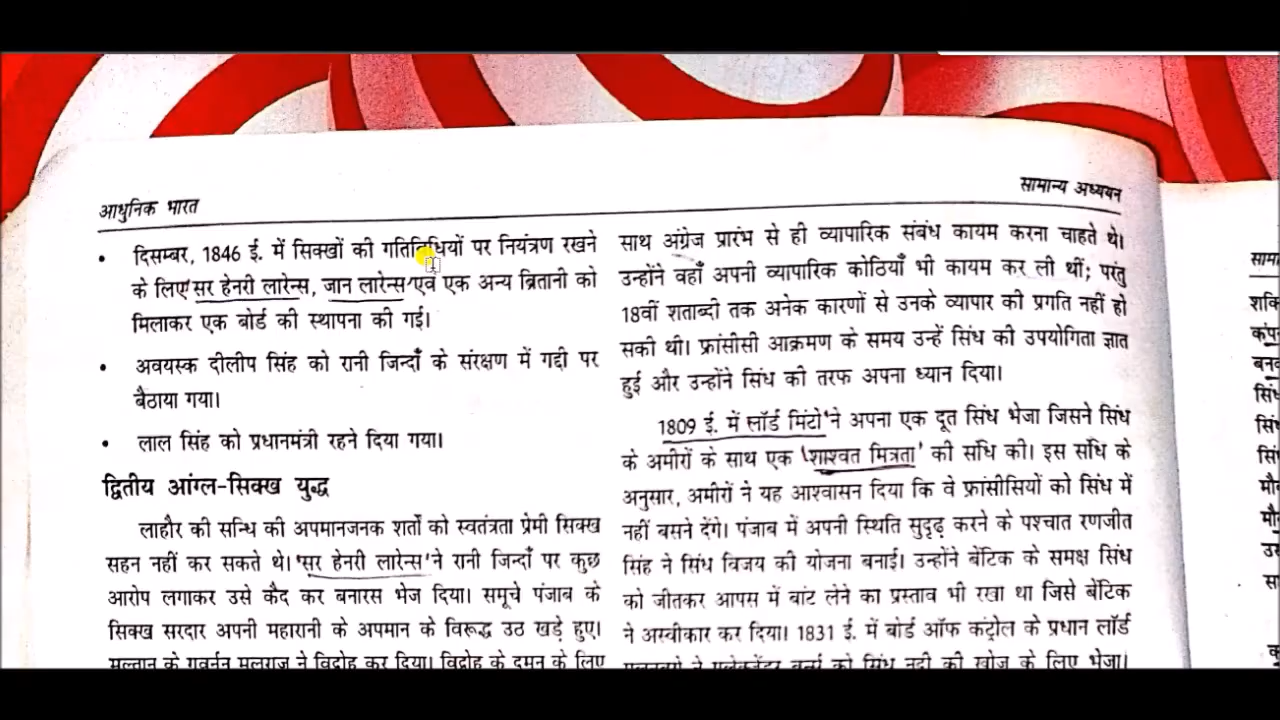 आधुनिक भारत
सामान्य अध्ययन
• दिसम्बर, 1846 ई. में सिक्खों की गतिविधियों पर नियंत्रण रखने
के लिए 'सर हेनरी लारेन्स, जान लारेन्स' एवं एक अन्य ब्रितानी को
मिलाकर एक बोर्ड की स्थापना की गई।
• अवयस्क दीलीप सिंह को रानी जिन्दाँ के संरक्षण में गद्दी पर
बैठाया गया।
• लाल सिंह को प्रधानमंत्री रहने दिया गया।
द्वितीय आंग्ल-सिक्ख युद्ध
लाहौर की सन्धि की अपमानजनक शर्तों को स्वतंत्रता प्रेमी सिक्ख
सहन नहीं कर सकते थे। 'सर हेनरी लारेन्स' ने रानी जिन्दाँ पर कुछ
आरोप लगाकर उसे कैद कर बनारस भेज दिया। समूचे पंजाब के
सिक्ख सरदार अपनी महारानी के अपमान के विरूद्ध उठ खड़े हुए।
मुल्तान के गवर्नन मूलराज ने विद्रोह कर दिया। विद्रोह के दमन के लिए
साथ अंग्रेज प्रारंभ से ही व्यापारिक संबंध कायम करना चाहते थे।
उन्होंने वहाँ अपनी व्यापारिक कोठियाँ भी कायम कर ली थीं; परंतु
18वीं शताब्दी तक अनेक कारणों से उनके व्यापार की प्रगति नहीं हो
सकी थी। फ्रांसीसी आक्रमण के समय उन्हें सिंध की उपयोगिता ज्ञात
हुई और उन्होंने सिंध की तरफ अपना ध्यान दिया।
1809 ई. में लॉर्ड मिंटो' ने अपना एक दूत सिंध भेजा जिसने सिंध
के अमीरों के साथ एक 'शाश्वत मित्रता' की संधि की। इस संधि के
अनुसार, अमीरों ने यह आश्वासन दिया कि वे फ्रांसीसियों को सिंध में
नहीं बसने देंगे। पंजाब में अपनी स्थिति सुदृढ़ करने के पश्चात रणजीत
सिंह ने सिंध विजय की योजना बनाई। उन्होंने बेंटिक के समक्ष सिंध
को जीतकर आपस में बांट लेने का प्रस्ताव भी रखा था जिसे बेंटिक
ने अस्वीकार कर दिया। 1831 ई. में बोर्ड ऑफ कंट्रोल के प्रधान लॉर्ड
को सिंध नदी की खोज के लिए भेजा।